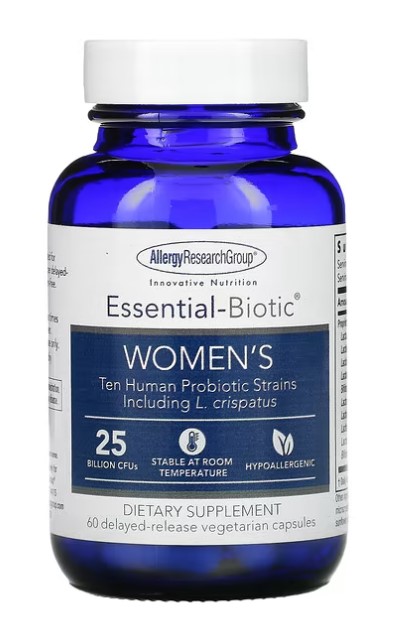 AllergyResearchGroup®
Innovative Nutrition
Essential-Biotic®
WOMEN'S
Ten Human Probiotic Strains
Including L. crispatus
25
BILLION CFUs
STABLE AT ROOM
TEMPERATURE
HYPOALLERGENIC
DIETARY SUPPLEMENT
60 delayed-release vegetarian capsules